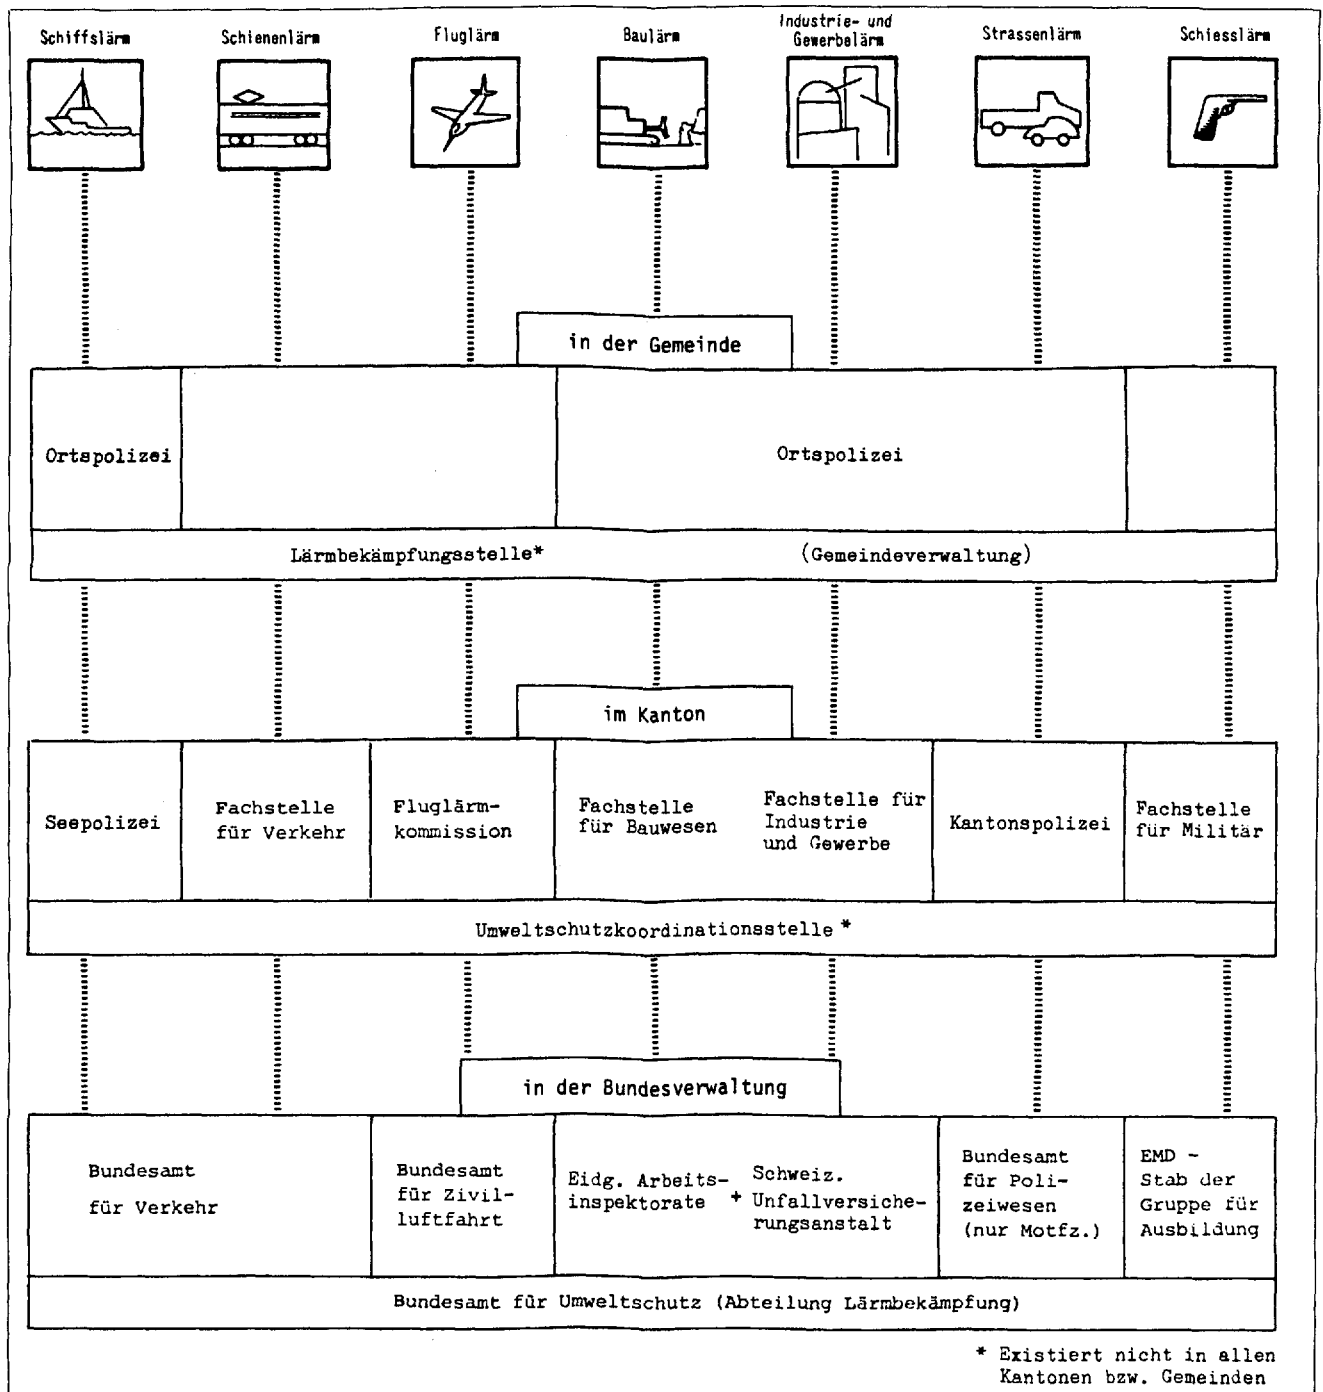 Schiffslärm
Schienenlärm
Fluglärm
Baulärm
Industrie- und
Gewerbelärm
Strassenlärm
Schiesslärm
in der Gemeinde
Ortspolizei
Ortspolizei
Lärmbekämpfungsstelle* (Gemeindeverwaltung)
im Kanton
Seepolizei
Fachstelle
für Verkehr
Fluglärm-
kommission
Fachstelle
für Bauwesen
Fachstelle für
Industrie
und Gewerbe
Kantonspolizei
Fachstelle
für Militär
Umweltschutzkoordinationsstelle *
in der Bundesverwaltung
Bundesamt
für Verkehr
Bundesamt
für Zivil-
luftfahrt
Eidg. Arbeits-
inspektorate
+
Schweiz.
Unfallversiche-
rungsanstalt
Bundesamt
für Poli-
zeiwesen
(nur Motfz.)
EMD -
Stab der
Gruppe für
Ausbildung
Bundesamt für Umweltschutz (Abteilung Lärmbekämpfung)
* Existiert nicht in allen
Kantonen bzw. Gemeinden